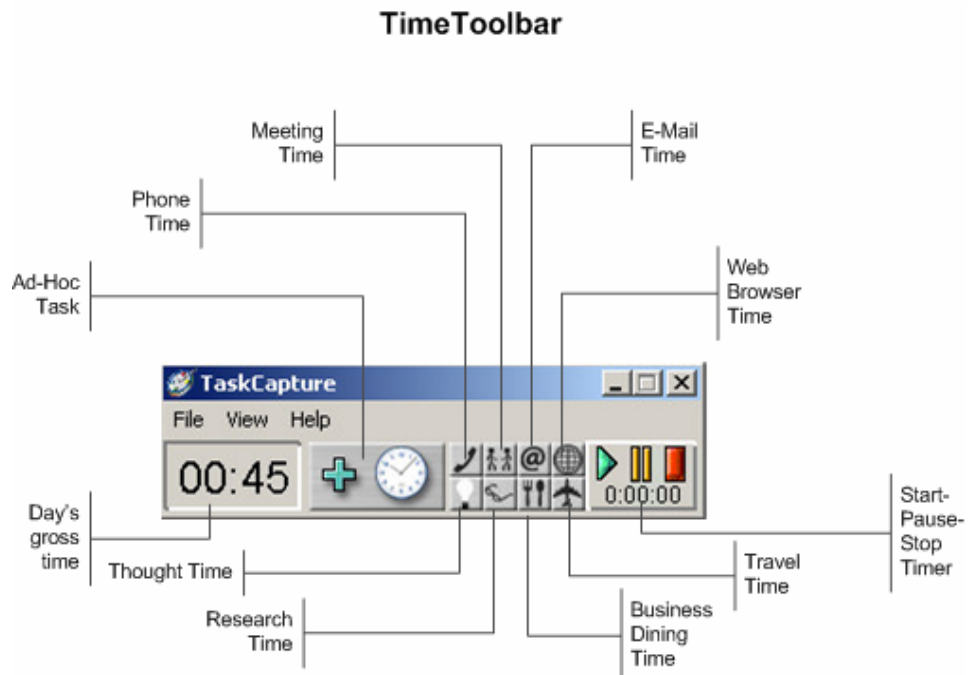 TimeToolbar
Meeting
Time
E-Mail
Time
Phone
Time
Ad-Hoc
Task
Web
Browser
Time
TaskCapture
File View Help
00:45
@
0:00:00
Day's
gross
time
Thought Time
Research
Time
Business
Dining
Time
Travel
Time
Start-
Pause-
Stop
Timer